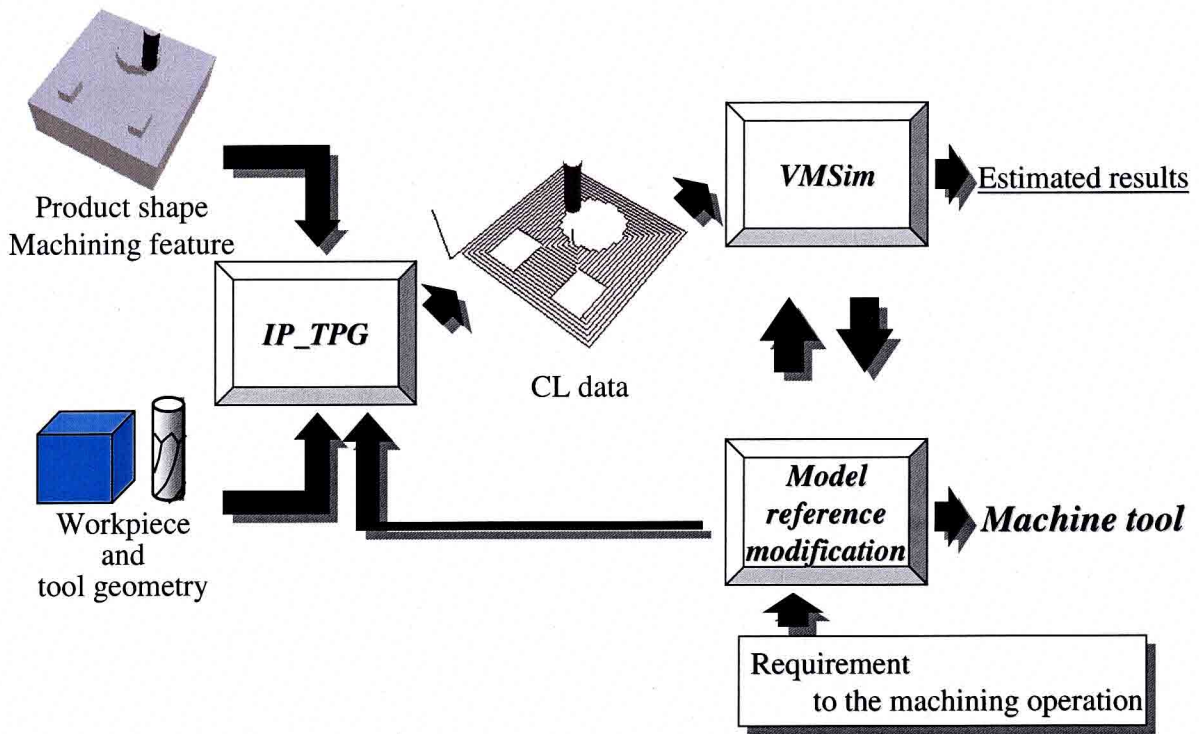 Product shape
Machining feature
IP_TPG
Workpiece
and
tool geometry
CL data
VMSim
Estimated results
Model
reference
modification
Machine tool
Requirement
to the machining operation